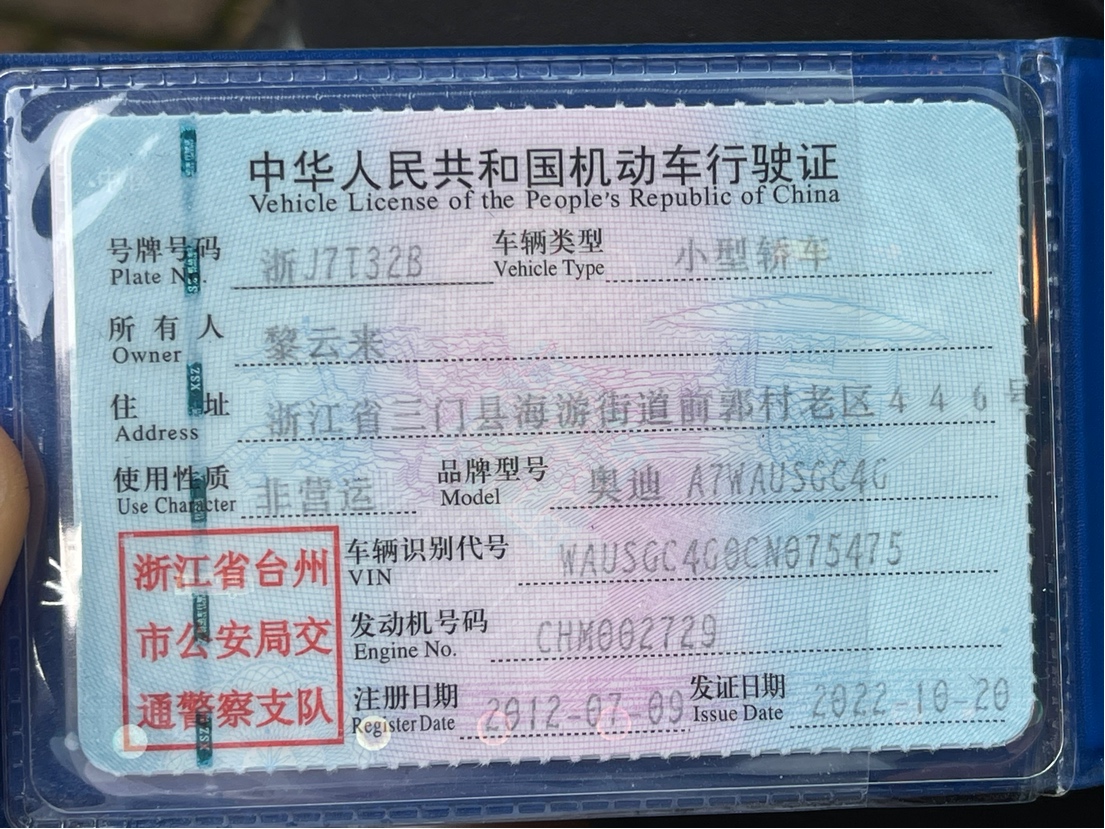 中华人民共和国机动车行驶证
Vehicle License of the People's Republic of China
号牌号码 浙J7T32B 车辆类型 小型轿车
Plate N Vehicle Type
所有人 黎云来
Owner
住址 浙江省三门县海游街道前郭村老区446号
Address
使用性质 非营运 品牌型号 奥迪 A7WAUSGC4G
Use Character Model
浙江省台州
市公安局交
通警察支队
车辆识别代号 WAUSGC4G0CN075475
VIN
发动机号码 CHM002729
Engine No.
注册日期 2012-07-09 发证日期 2022-10-20
Register Date Issue Date
XSZ
XSZ